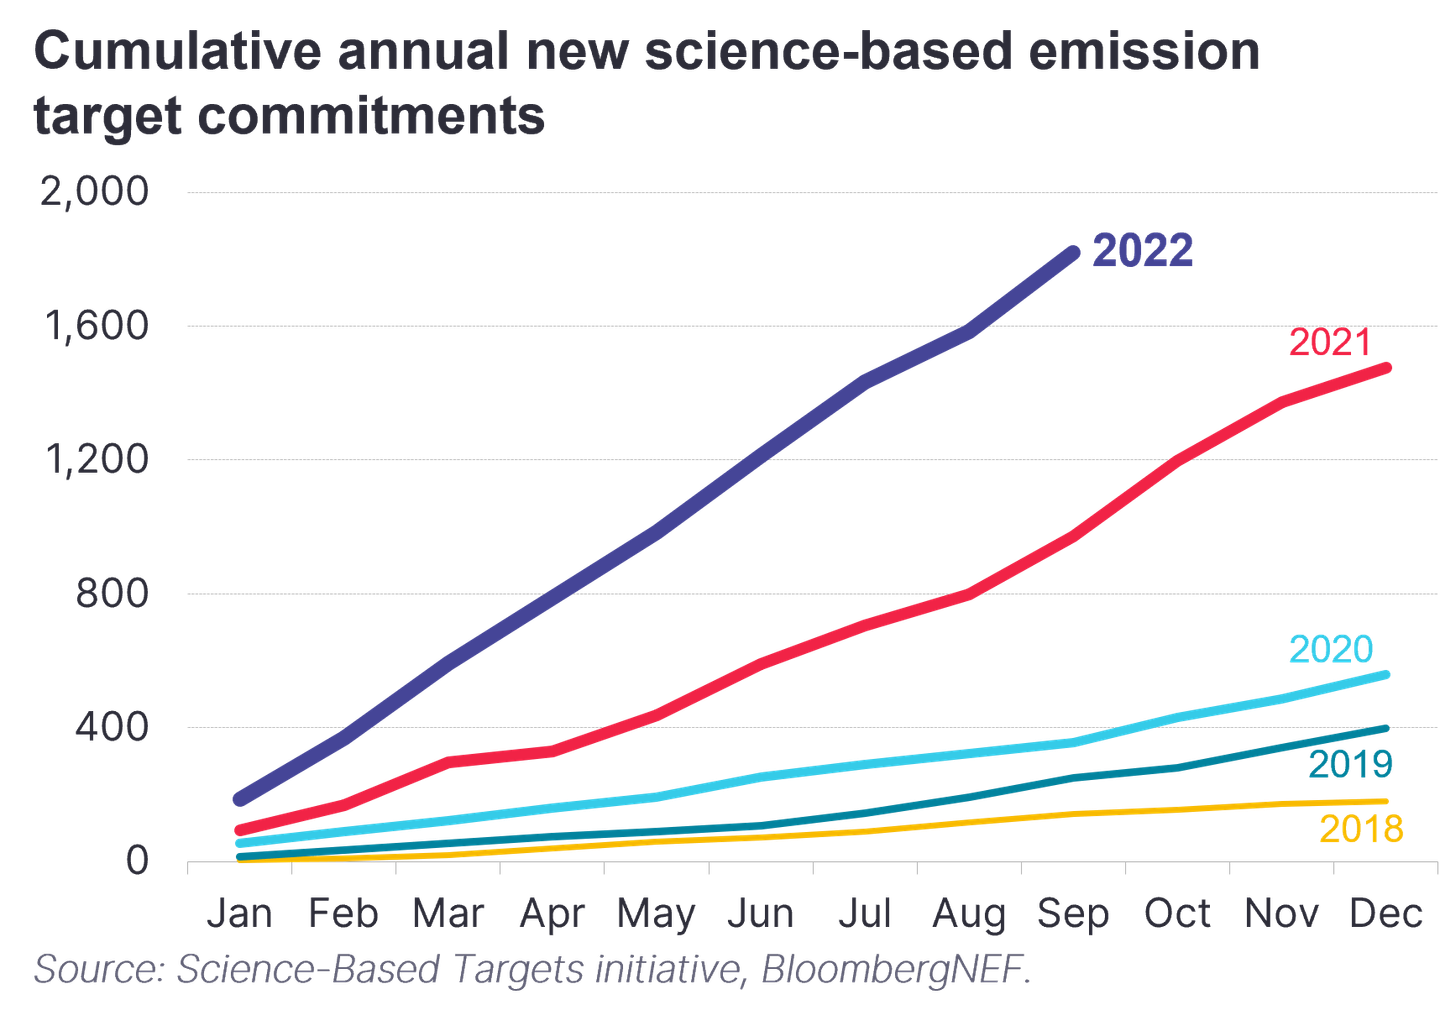 Cumulative annual new science-based emission
target commitments
2,000
1,600
1,200
800
400
0
2022
2021
2020
2019
2018
Jan Feb Mar Apr May Jun Jul Aug Sep Oct Nov Dec
Source: Science-Based Targets initiative, BloombergNEF.